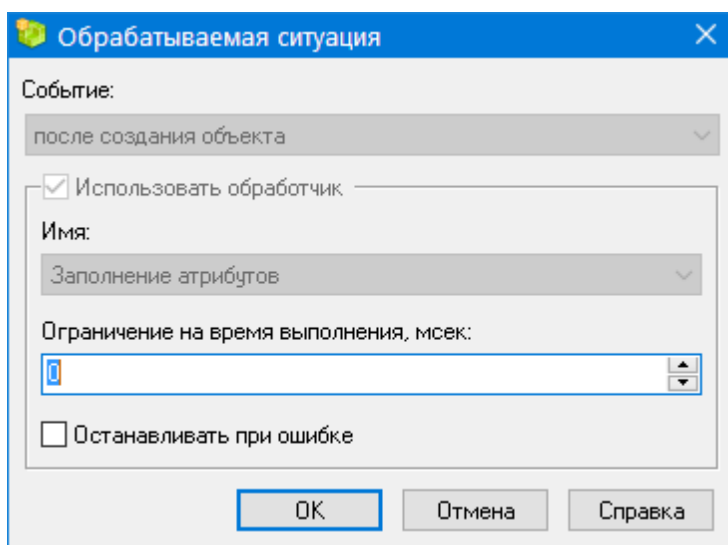 Обрабатываемая ситуация
Событие:
после создания объекта
Использовать обработчик
Имя:
Заполнение атрибутов
Ограничение на время выполнения, мсек:
0
Останавливать при ошибке
ОК Отмена Справка